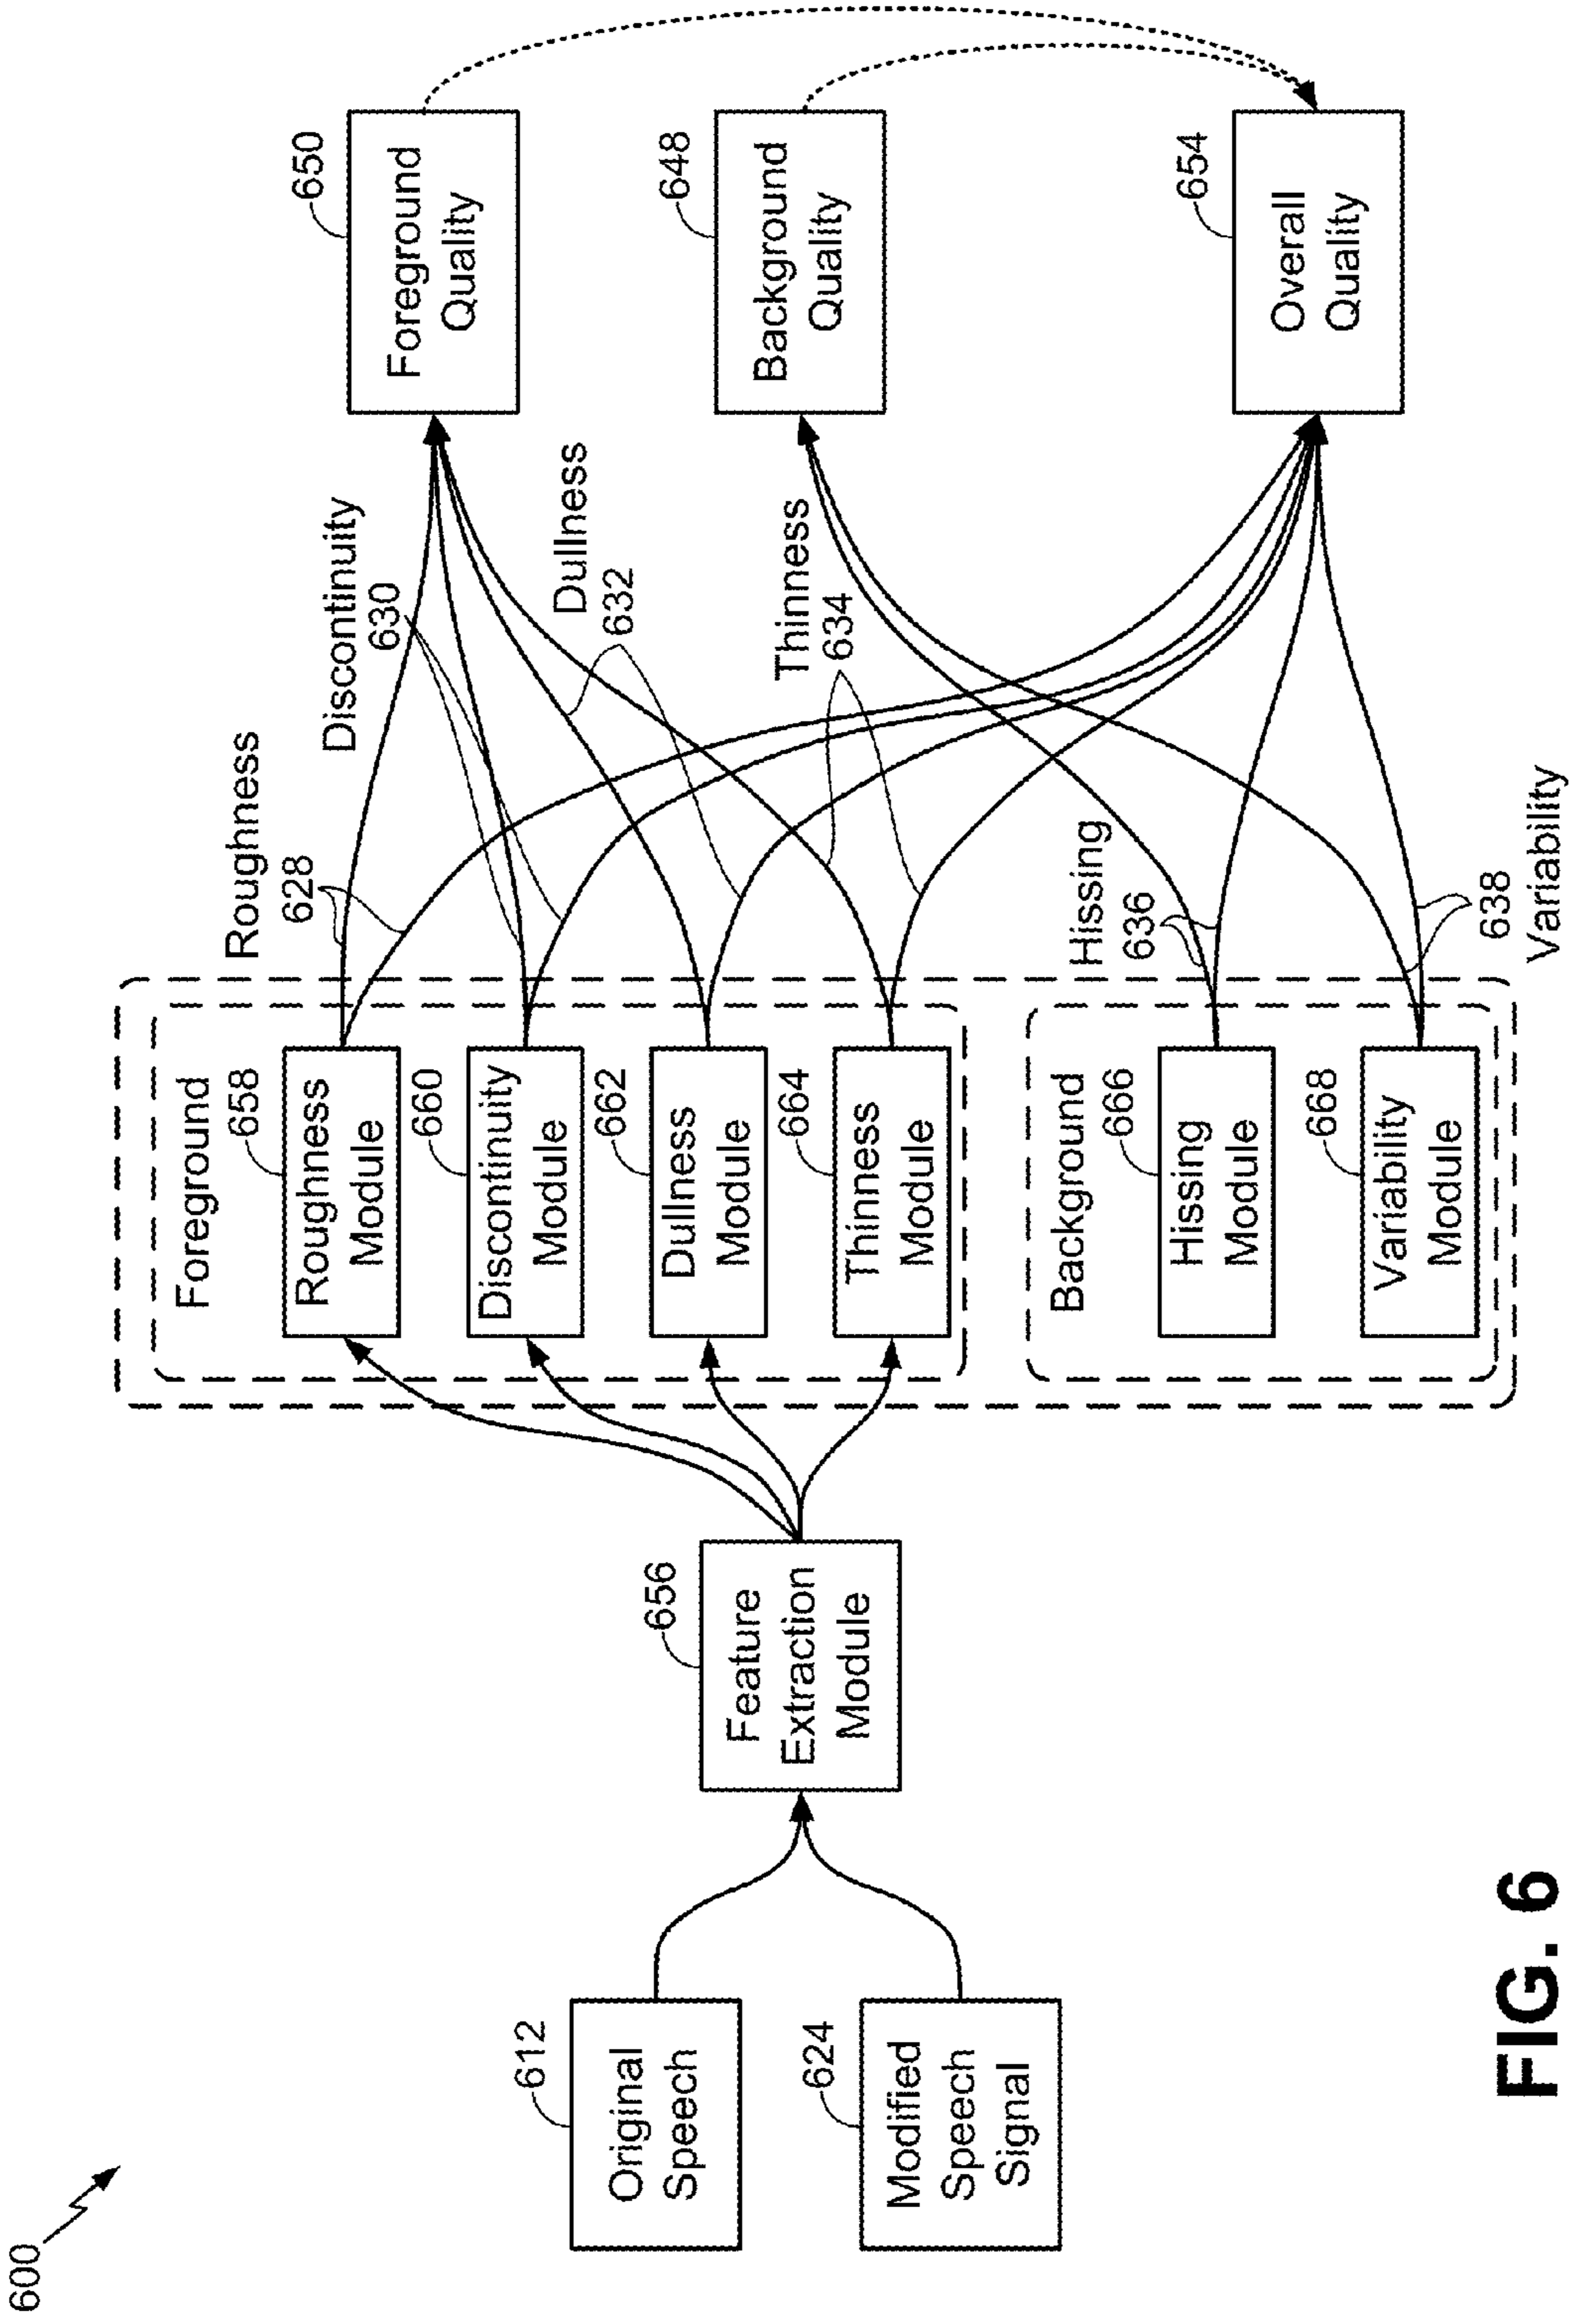 600
612
Original
Speech
624
Modified
Speech
Signal
656
Feature
Extraction
Module
Foreground
658
Roughness
Module
660
Discontinuity
Module
662
Dullness
Module
664
Thinness
Module
Background
666
Hissing
Module
668
Variability
Module
Roughness
628
Discontinuity
630
Dullness
632
Thinness
634
Hissing
636
638
Variability
650
Foreground
Quality
648
Background
Quality
654
Overall
Quality
FIG. 6